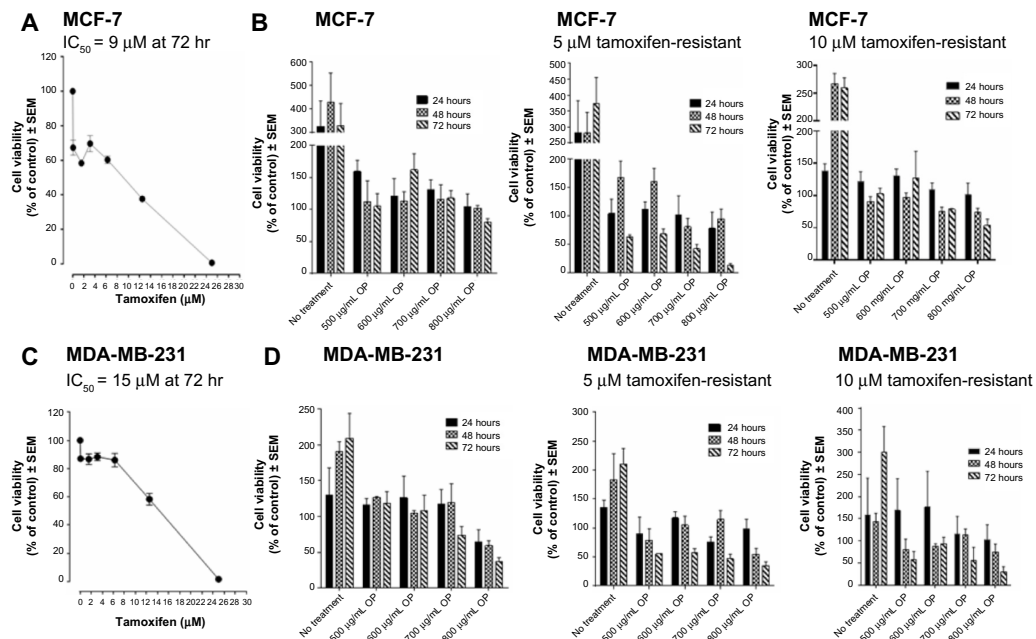 A MCF-7
IC50 = 9 μM at 72 hr
Cell viability
(% of control) ± SEM
120
100
80
60
40
20
0
0 2 4 6 8 10 12 14 16 18 20 22 24 26 28 30
Tamoxifen (μM)
B MCF-7
Cell viability
(% of control) ± SEM
600
500
400
300
200
150
100
50
0
24 hours
48 hours
72 hours
No treatment
500 μg/mL OP
600 μg/mL OP
700 μg/mL OP
800 μg/mL OP
MCF-7
5 μM tamoxifen-resistant
Cell viability
(% of control) ± SEM
500
450
400
350
300
250
200
150
100
50
0
24 hours
48 hours
72 hours
No treatment
500 μg/mL OP
600 μg/mL OP
700 μg/mL OP
800 μg/mL OP
MCF-7
10 μM tamoxifen-resistant
Cell viability
(% of control) ± SEM
300
250
200
150
100
50
0
24 hours
48 hours
72 hours
No treatment
500 μg/mL OP
600 mg/mL OP
700 mg/mL OP
800 mg/mL OP
C MDA-MB-231
IC50 = 15 μM at 72 hr
Cell viability
(% of control) ± SEM
120
100
80
60
40
20
0
0 2 4 6 8 10 12 14 16 18 20 22 24 26 28 30
Tamoxifen (μM)
D MDA-MB-231
Cell viability
(% of control) ± SEM
250
200
150
100
50
0
24 hours
48 hours
72 hours
No treatment
500 μg/mL OP
600 μg/mL OP
700 μg/mL OP
800 μg/mL OP
MDA-MB-231
5 μM tamoxifen-resistant
Cell viability
(% of control) ± SEM
300
250
200
150
100
50
0
24 hours
48 hours
72 hours
No treatment
500 μg/mL OP
600 μg/mL OP
700 μg/mL OP
800 μg/mL OP
MDA-MB-231
10 μM tamoxifen-resistant
Cell viability
(% of control) ± SEM
400
350
300
250
200
150
100
50
0
24 hours
48 hours
72 hours
No treatment
500 μg/mL OP
600 μg/mL OP
700 μg/mL OP
800 μg/mL OP